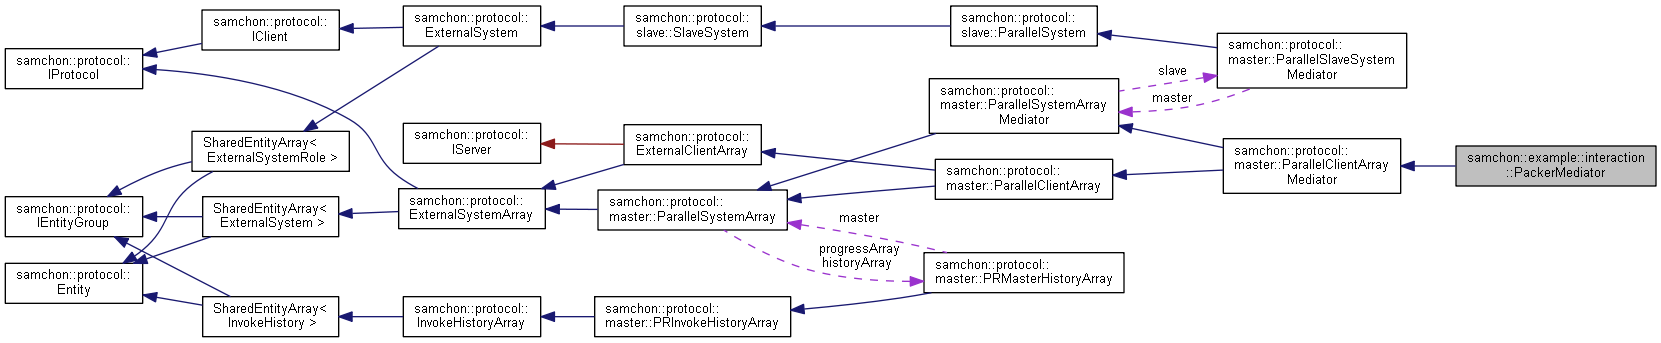 samchon::protocol::
IProtocol
samchon::protocol::
IClient
samchon::protocol::
ExternalSystem
samchon::protocol::
slave::SlaveSystem
samchon::protocol::
slave::ParallelSystem
samchon::protocol::
master::ParallelSlaveSystem
Mediator
slave
master
samchon::protocol::
master::ParallelSystemArray
Mediator
SharedEntityArray<
ExternalSystemRole >
samchon::protocol::
IServer
samchon::protocol::
ExternalClientArray
samchon::protocol::
master::ParallelClientArray
samchon::protocol::
master::ParallelClientArray
Mediator
samchon::example::interaction
::PackerMediator
samchon::protocol::
IEntityGroup
SharedEntityArray<
ExternalSystem >
samchon::protocol::
ExternalSystemArray
samchon::protocol::
master::ParallelSystemArray
master
progressArray
historyArray
samchon::protocol::
master::PRMasterHistoryArray
samchon::protocol::
Entity
SharedEntityArray<
InvokeHistory >
samchon::protocol::
InvokeHistoryArray
samchon::protocol::
master::PRInvokeHistoryArray